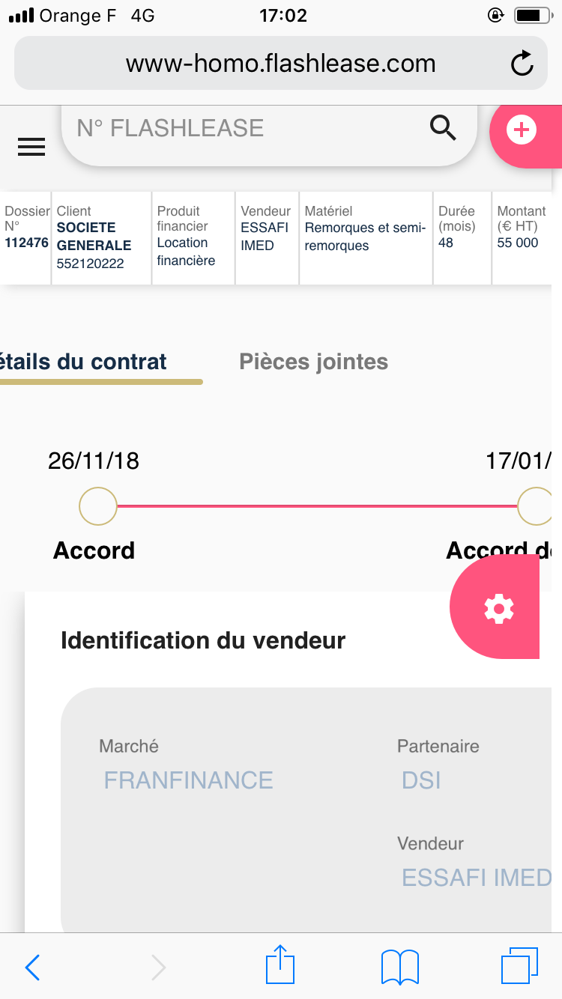 Orange F 4G 17:02
www-homo.flashlease.com
N° FLASHLEASE
Dossier
N°
112476
Client
SOCIETE
GENERALE
552120222
Produit
financier
Location
financière
Vendeur
ESSAFI
IMED
Matériel
Remorques et semi-
remorques
Durée
(mois)
48
Montant
(€ HT)
55 000
étails du contrat Pièces jointes
26/11/18 17/01/
Accord Accord d
Identification du vendeur
Marché Partenaire
FRANFINANCE DSI
Vendeur
ESSAFI IMED